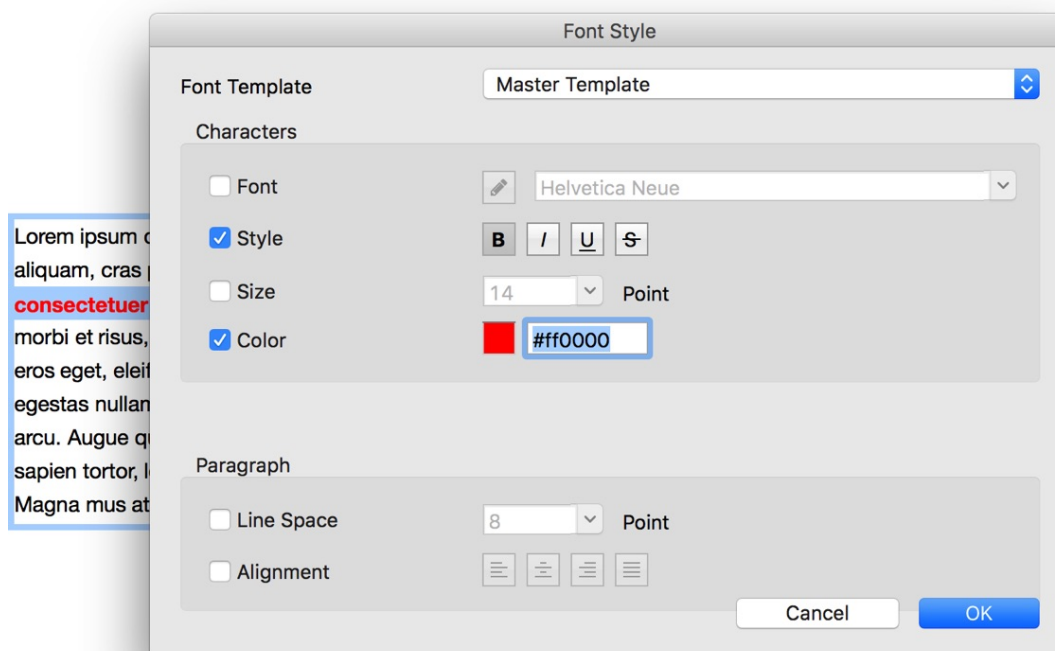 Font Style
Font Template
Master Template
Characters
Font
Helvetica Neue
Style
B I U S
Size
14
Point
Color
#ff0000
Paragraph
Line Space
8
Point
Alignment
Cancel
OK
Lorem ipsum
aliquam, cras
consectetuer
morbi et risus,
eros eget,
egestas
arcu. Augue
sapien tortor,
Magna mus at